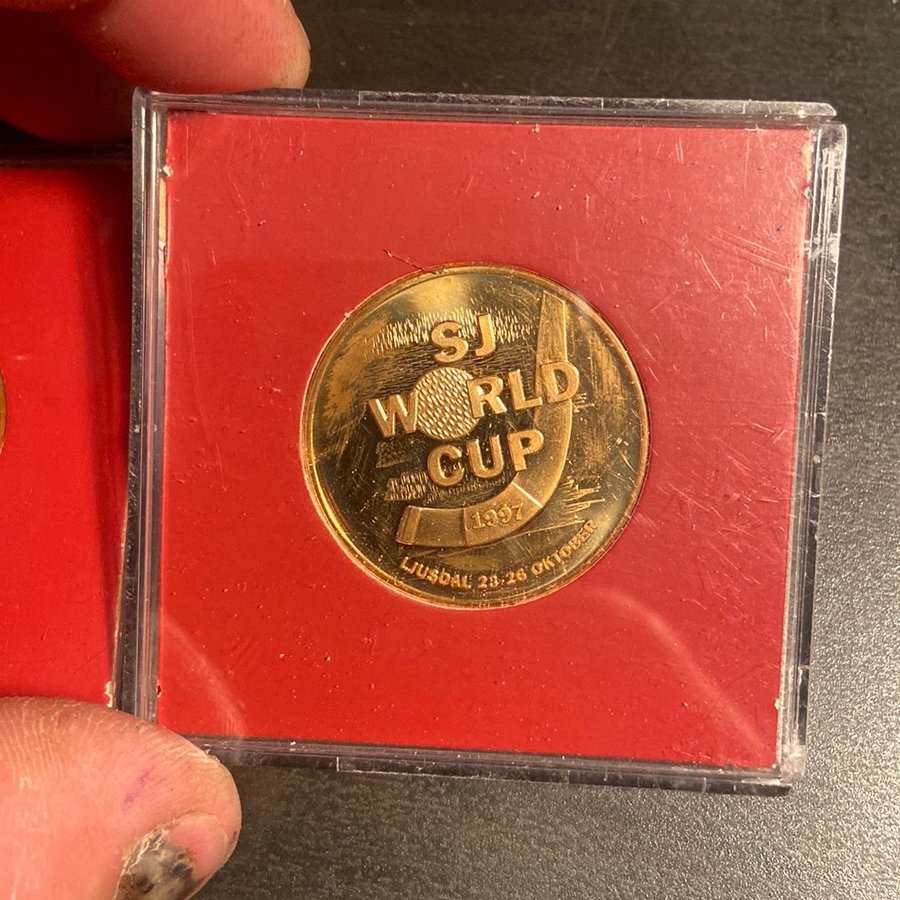 SJ
WORLD
CUP
1997
LJUSDAL 23-26 OKTOBER